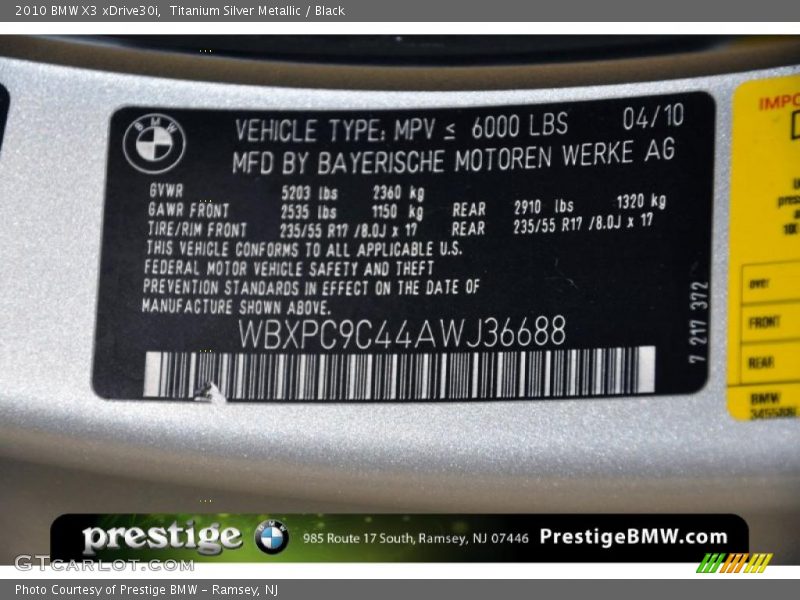 2010 BMW X3 xDrive30i, Titanium Silver Metallic / Black
BMW
VEHICLE TYPE: MPV ≤ 6000 LBS 04/10
MFD BY BAYERISCHE MOTOREN WERKE AG
GVWR 5203 lbs 2360 kg
GAWR FRONT 2535 lbs 1150 kg REAR 2910 lbs 1320 kg
TIRE/RIM FRONT 235/55 R17 /8.0J x 17 REAR 235/55 R17 /8.0J x 17
THIS VEHICLE CONFORMS TO ALL APPLICABLE U.S.
FEDERAL MOTOR VEHICLE SAFETY AND THEFT
PREVENTION STANDARDS IN EFFECT ON THE DATE OF
MANUFACTURE SHOWN ABOVE.
WBXPC9C44AWJ36688
7 217 372
IMPO
over
FRONT
REAR
BMW
prestige BMW 985 Route 17 South, Ramsey, NJ 07446 PrestigeBMW.com
GTCarLot.com
Photo Courtesy of Prestige BMW - Ramsey, NJ